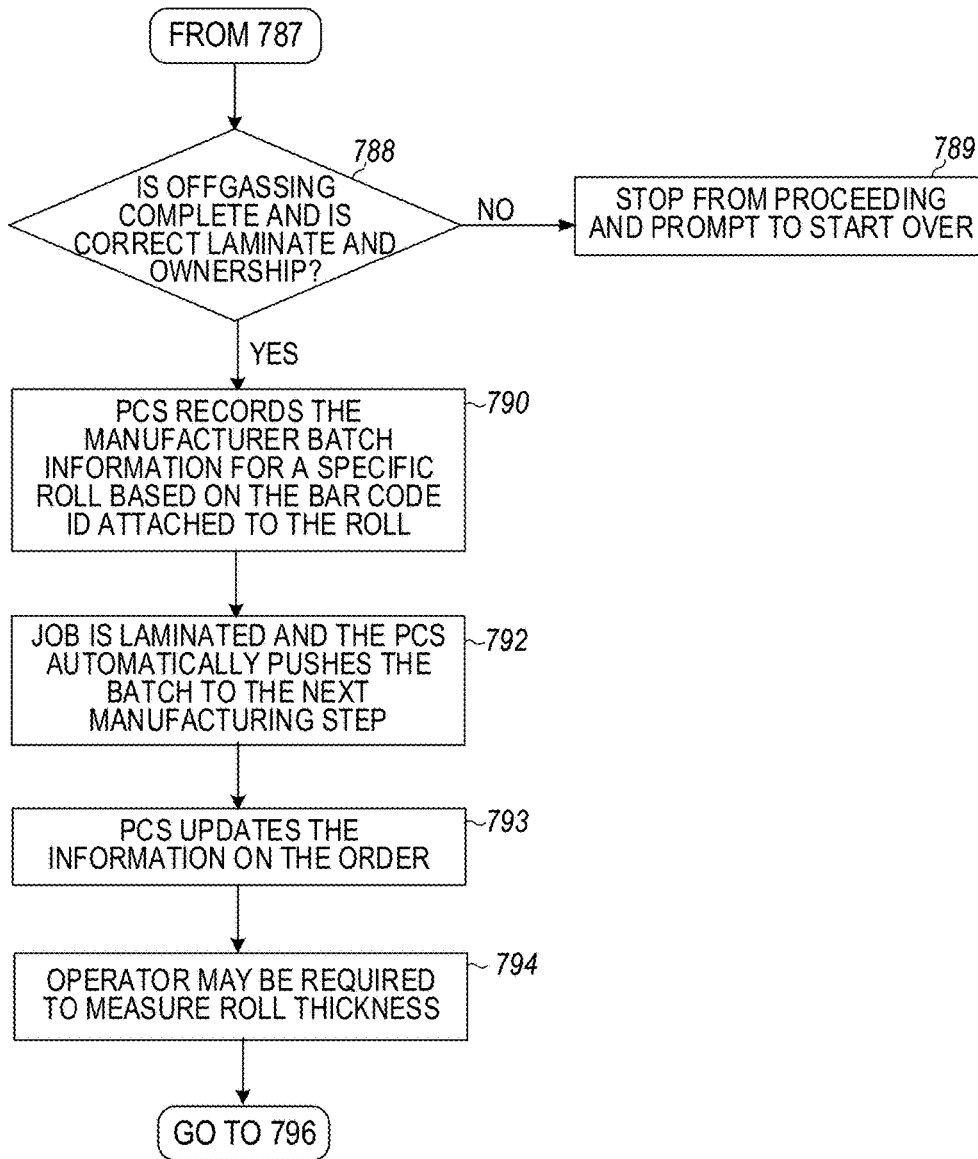 FROM 787
788
IS OFFGASSING
COMPLETE AND IS
CORRECT LAMINATE AND
OWNERSHIP?
NO
789
STOP FROM PROCEEDING
AND PROMPT TO START OVER
YES
790
PCS RECORDS THE
MANUFACTURER BATCH
INFORMATION FOR A SPECIFIC
ROLL BASED ON THE BAR CODE
ID ATTACHED TO THE ROLL
792
JOB IS LAMINATED AND THE PCS
AUTOMATICALLY PUSHES THE
BATCH TO THE NEXT
MANUFACTURING STEP
793
PCS UPDATES THE
INFORMATION ON THE ORDER
794
OPERATOR MAY BE REQUIRED
TO MEASURE ROLL THICKNESS
GO TO 796